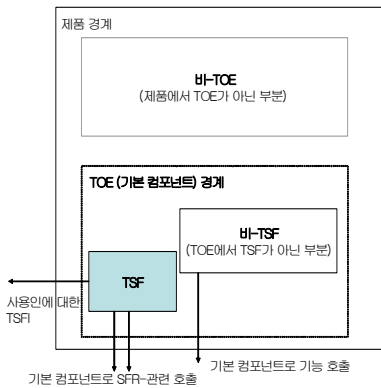 제품 경계
비-TOE
(제품에서 TOE가 아닌 부분)
TOE (기본 컴포넌트) 경계
비-TSF
(TOE에서 TSF가 아닌 부분)
TSF
사용인에 대한
TSFI
기본 컴포넌트로 기능 호출
기본 컴포넌트로 SFR-관련 호출